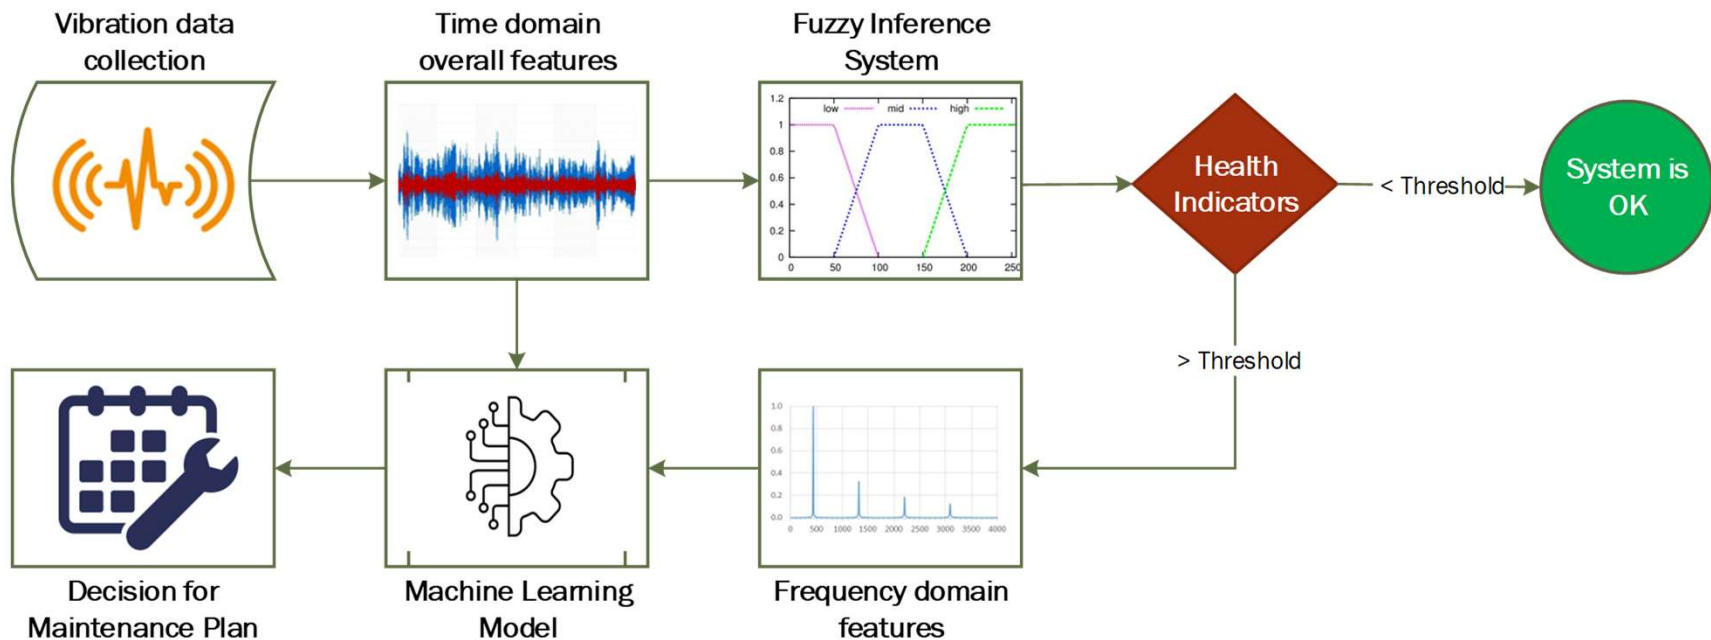 Vibration data
collection
Time domain
overall features
Fuzzy Inference
System
1.2
1
0.8
0.6
0.4
0.2
0
low mid high
0 50 100 150 200 250
Health
Indicators
< Threshold
System is
OK
> Threshold
1.0
0.8
0.6
0.4
0.2
0.0
0 500 1000 1500 2000 2500 3000 3500 4000
Decision for
Maintenance Plan
Machine Learning
Model
Frequency domain
features